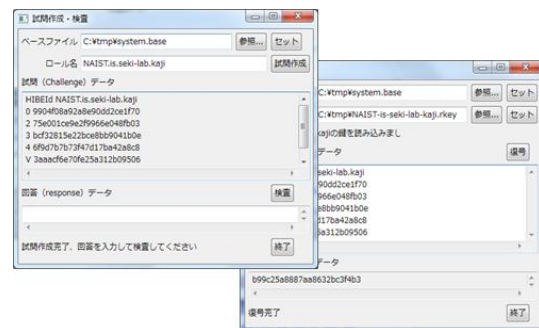 試問作成・検査
ベースファイル C:¥tmp¥system.base 参照... セット
ロール名 NAIST.is.seki-lab.kaji 試問作成
試問 (Challenge) データ
HIBEId NAIST.is.seki-lab.kaji
0 9904f08a92a8e90dd2ce1f70
2 75e001ce9e2f9966e048fb03
3 bcf32815e22bce8bb9041b0e
4 6f9d7b7b73f47d17ba42a8c8
V 3aaacf6e70fe25a312b09506
回答 (response) データ 検査
試問作成完了、回答を入力して検査してください 終了
C:¥tmp¥system.base 参照... セット
C:¥tmp¥NAIST-is-seki-lab-kaji.rkey 参照... セット
kajiの鍵を読み込みまし
データ 復号
seki-lab.kaji
90dd2ce1f70
966e048fb03
e8bb9041b0e
d17ba42a8c8
5a312b09506
データ
b99c25a8887aa8632bc3f4b3
復号完了 終了